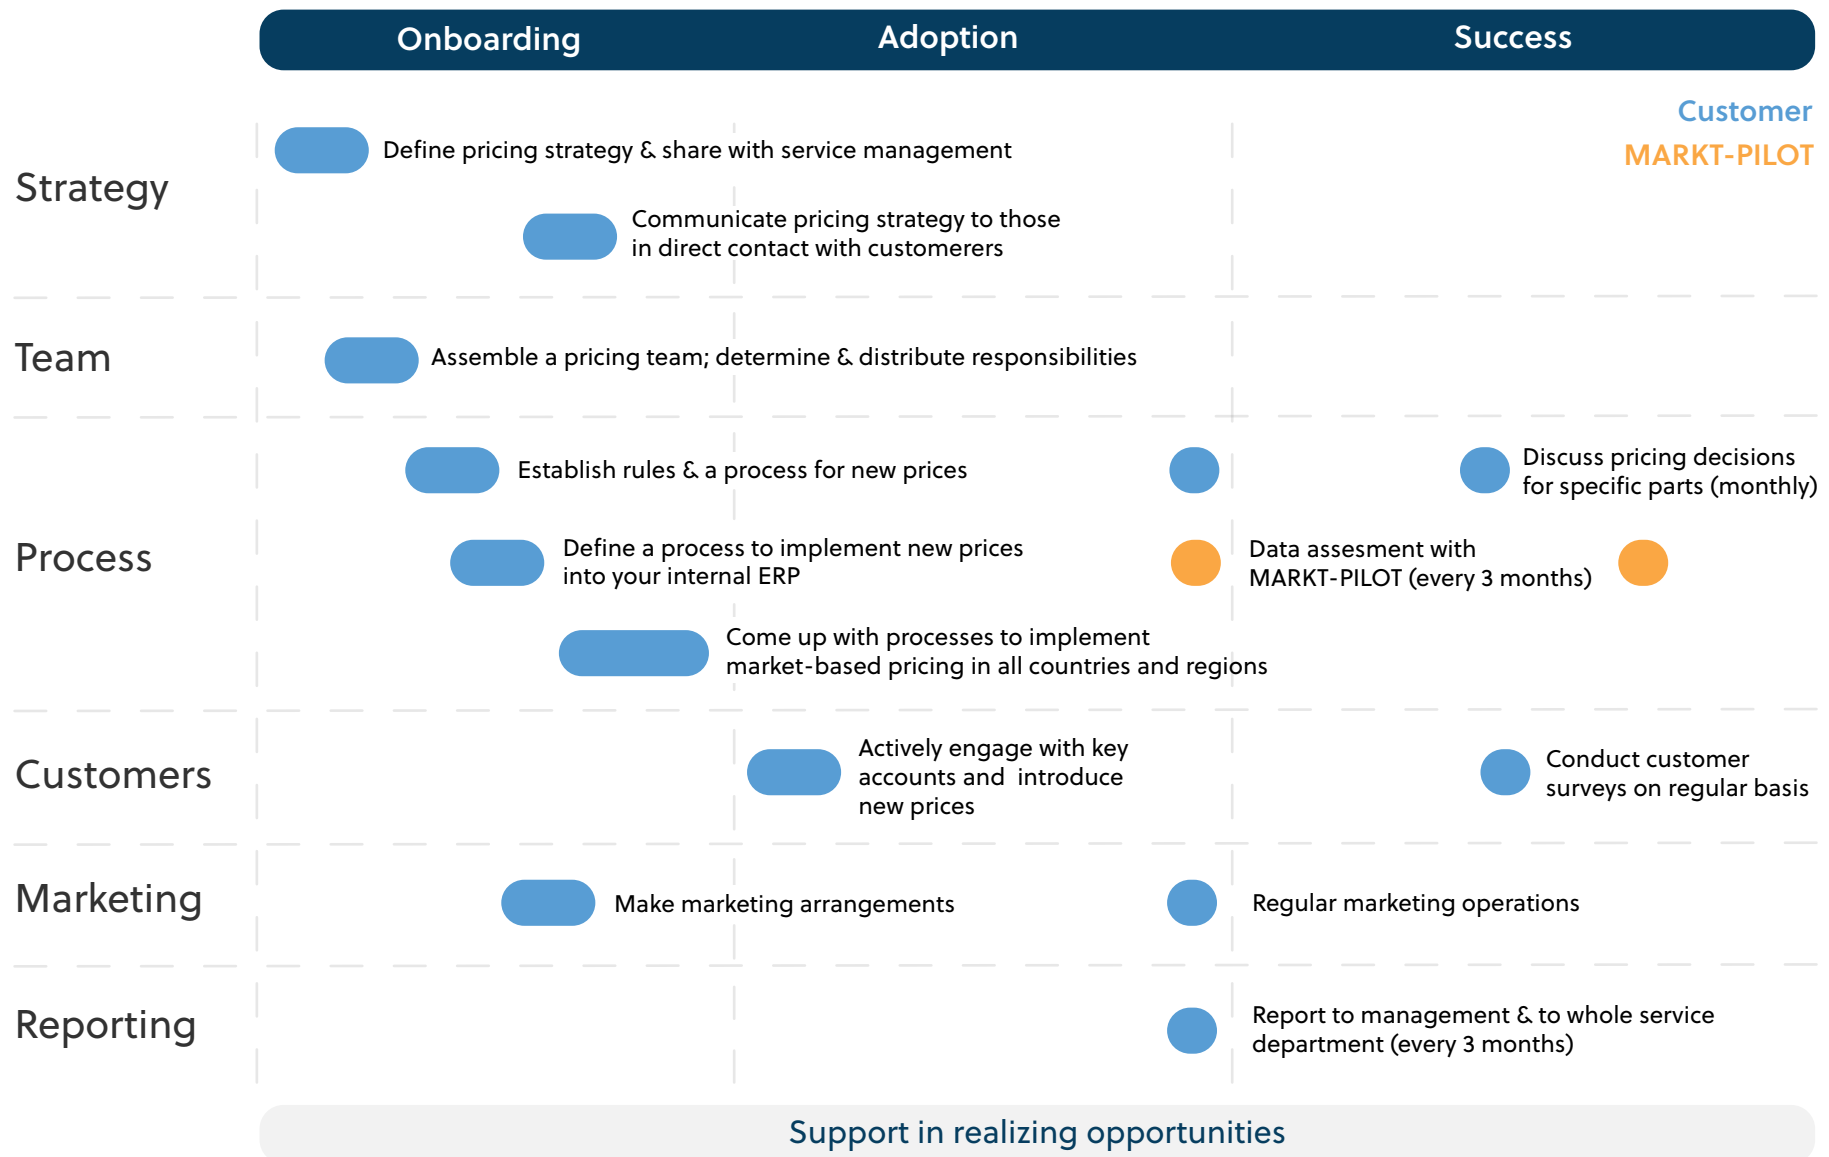 Onboarding
Adoption
Success
Customer
MARKT-PILOT
Strategy
Define pricing strategy & share with service management
Communicate pricing strategy to those
in direct contact with customerers
Team
Assemble a pricing team; determine & distribute responsibilities
Process
Establish rules & a process for new prices
Discuss pricing decisions
for specific parts (monthly)
Define a process to implement new prices
into your internal ERP
Data assesment with
MARKT-PILOT (every 3 months)
Come up with processes to implement
market-based pricing in all countries and regions
Customers
Actively engage with key
accounts and introduce
new prices
Conduct customer
surveys on regular basis
Marketing
Make marketing arrangements
Regular marketing operations
Reporting
Report to management & to whole service
department (every 3 months)
Support in realizing opportunities